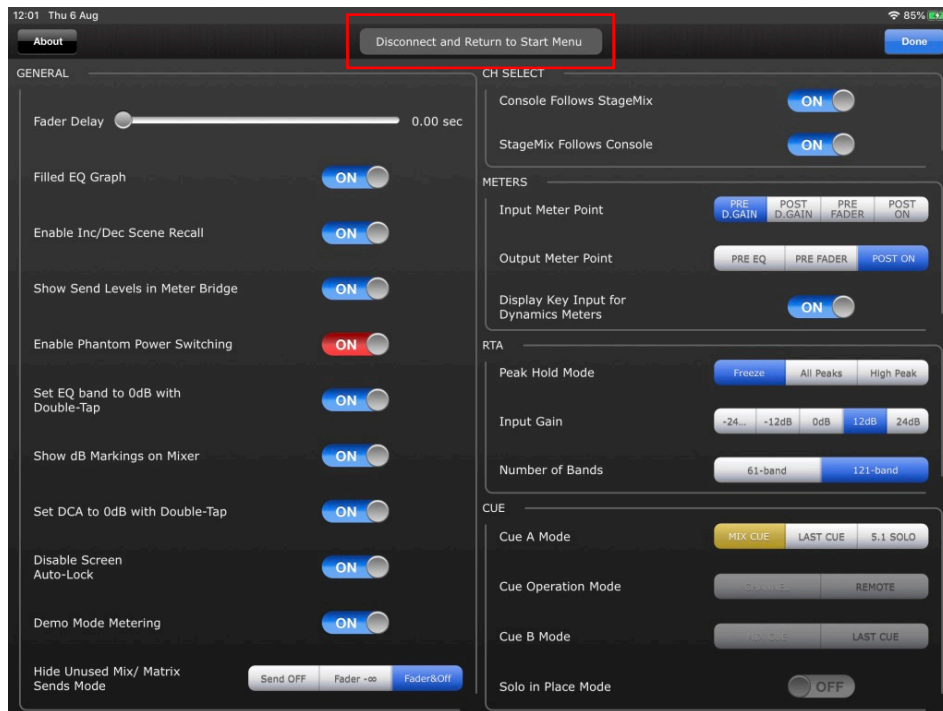 12:01 Thu 6 Aug
85%
About
Disconnect and Return to Start Menu
Done
GENERAL
Fader Delay
0.00 sec
Filled EQ Graph
ON
Enable Inc/Dec Scene Recall
ON
Show Send Levels in Meter Bridge
ON
Enable Phantom Power Switching
ON
Set EQ band to 0dB with
Double-Tap
ON
Show dB Markings on Mixer
ON
Set DCA to 0dB with Double-Tap
ON
Disable Screen
Auto-Lock
ON
Demo Mode Metering
ON
Hide Unused Mix/ Matrix
Sends Mode
Send OFF Fader -∞ Fader&Off
CH SELECT
Console Follows StageMix
ON
StageMix Follows Console
ON
METERS
Input Meter Point
PRE D.GAIN POST D.GAIN PRE FADER POST ON
Output Meter Point
PRE EQ PRE FADER POST ON
Display Key Input for
Dynamics Meters
ON
RTA
Peak Hold Mode
Freeze All Peaks High Peak
Input Gain
-24... -12dB 0dB 12dB 24dB
Number of Bands
61-band 121-band
CUE
Cue A Mode
MIX CUE LAST CUE 5.1 SOLO
Cue Operation Mode
REMOTE
Cue B Mode
LAST CUE
Solo in Place Mode
OFF